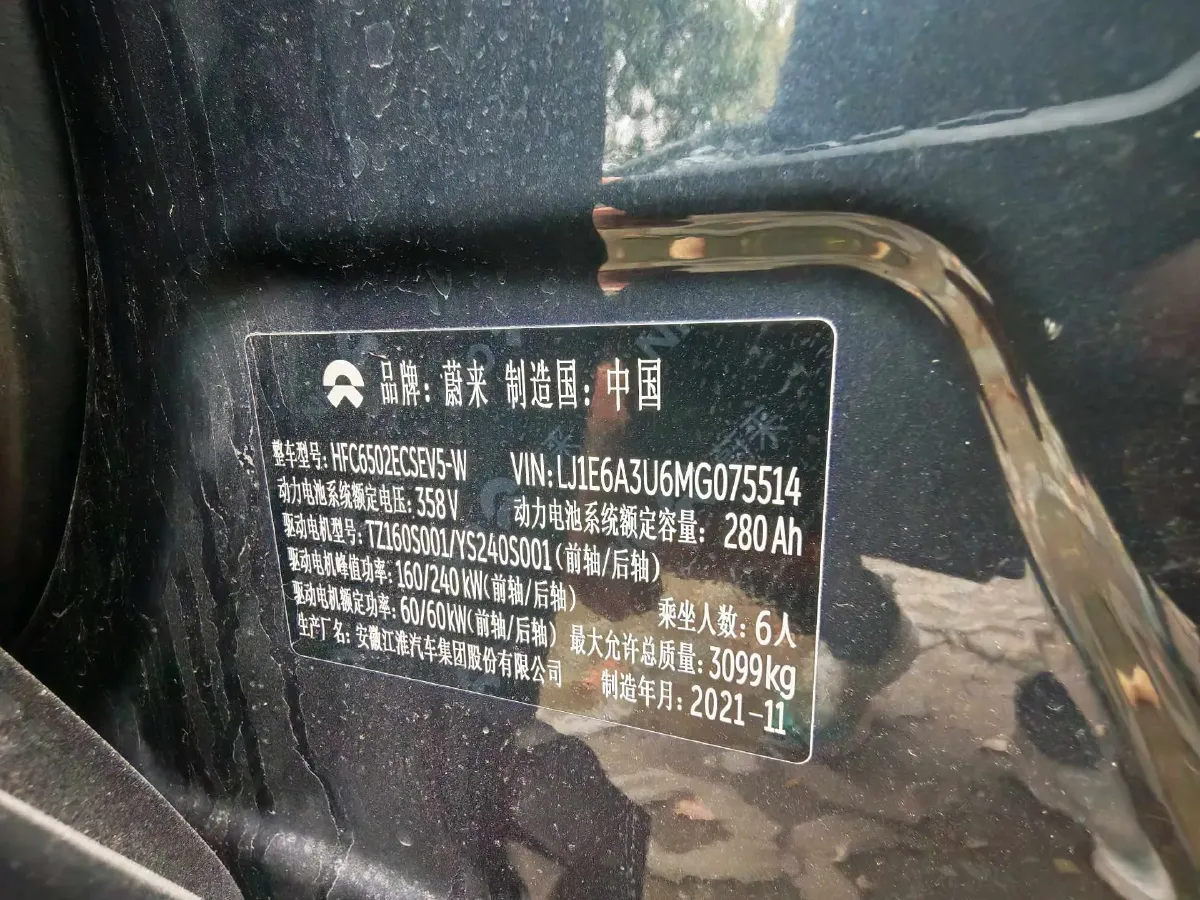 品牌：蔚来 制造国：中国
整车型号：HFC6502ECSEV5-W VIN：LJ1E6A3U6MG075514
动力电池系统额定电压：358V 动力电池系统额定容量：280Ah
驱动电机型号：TZ160S001/YS240S001（前轴/后轴）
驱动电机峰值功率：160/240kW（前轴/后轴） 乘坐人数：6人
驱动电机额定功率：60/60kW（前轴/后轴） 最大允许总质量：3099kg
生产厂名：安徽江淮汽车集团股份有限公司 制造年月：2021-11